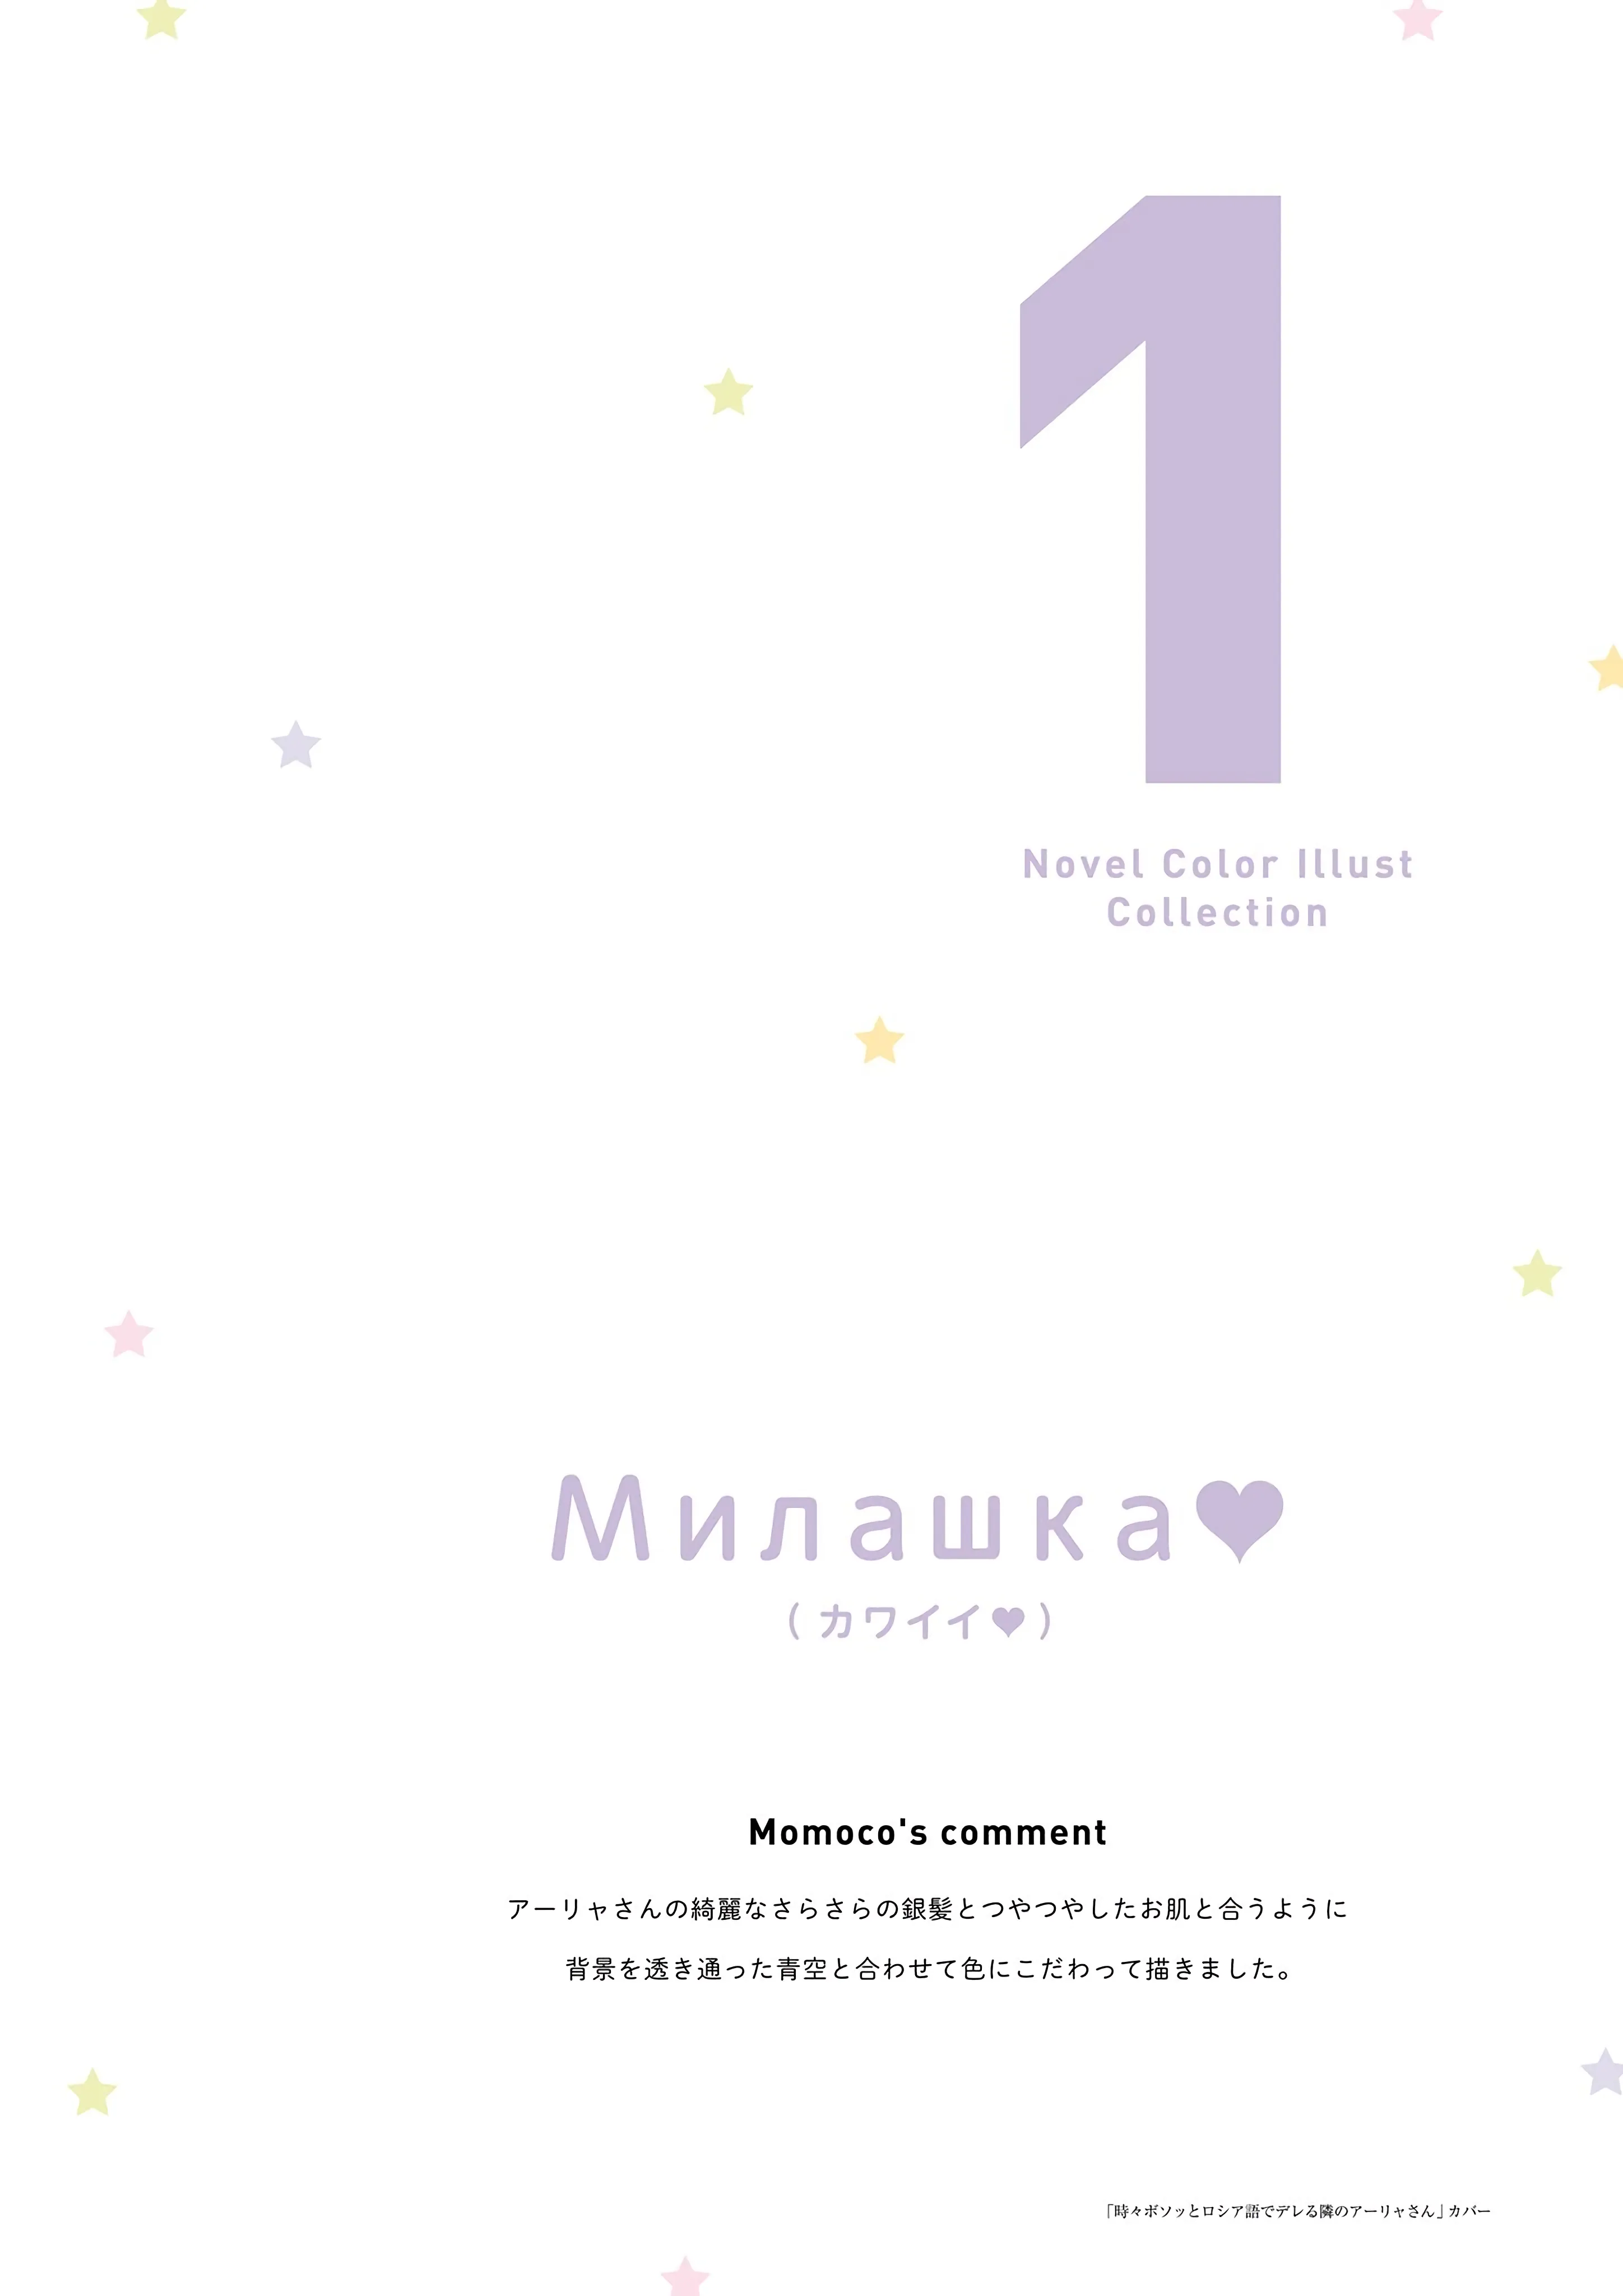 1
Novel Color Illust
Collection
Милашка♥
(カワイイ♥)
Momoco's comment
アーリャさんの綺麗なさらさらの銀髪とつやつやしたお肌と合うように
背景を透き通った青空と合わせて色にこだわって描きました。
「時々ボソッとロシア語でデレる隣のアーリャさん」カバー